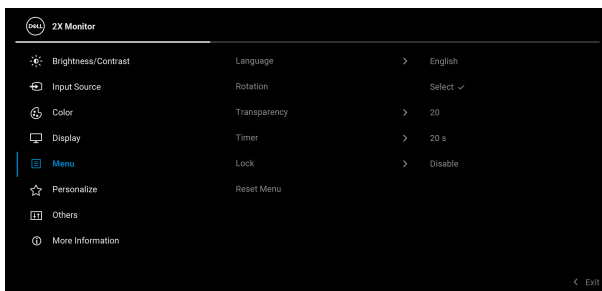 DELL 2X Monitor
Brightness/Contrast Language > English
Input Source Rotation Select ✓
Color Transparency > 20
Display Timer > 20 s
Menu Lock > Disable
Personalize Reset Menu
Others
More Information
< Exit